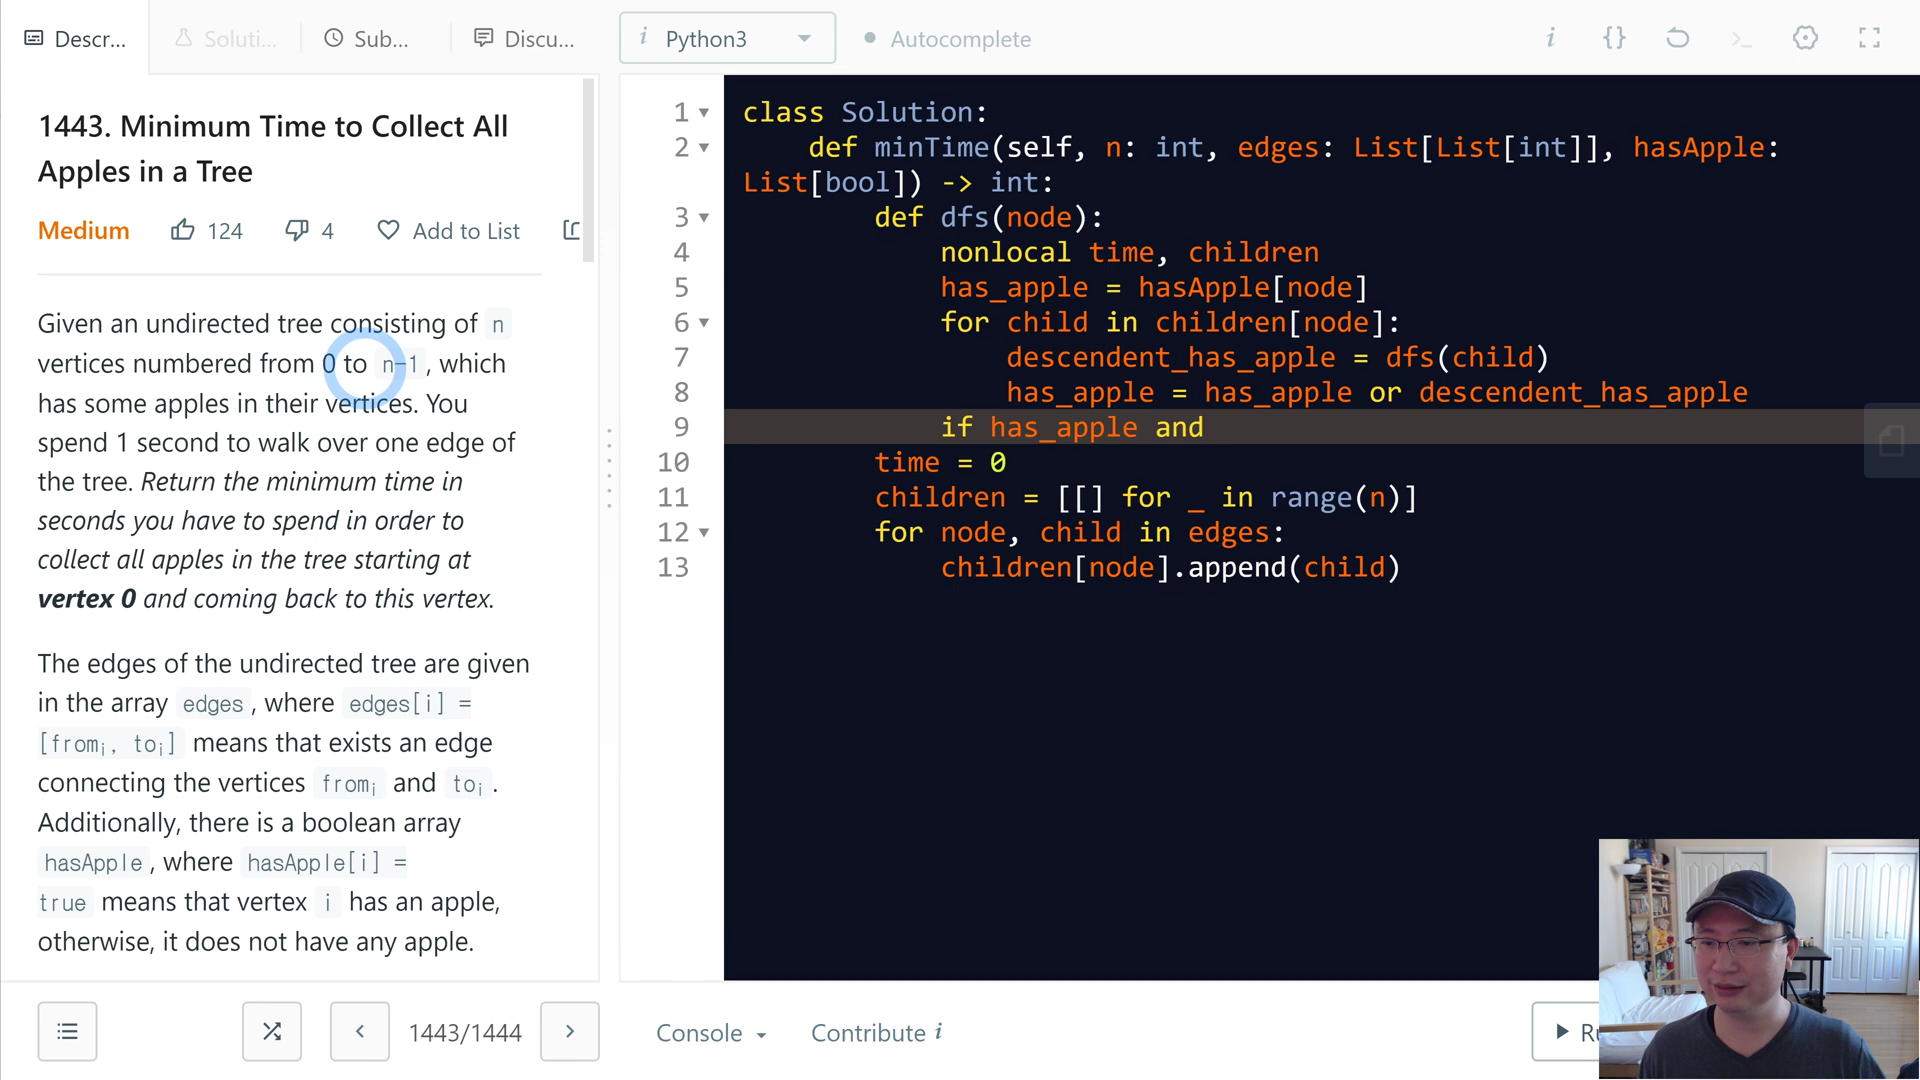 Descr...
Soluti...
Sub...
Discu...
i Python3
Autocomplete
i {}
1443. Minimum Time to Collect All
Apples in a Tree
Medium 124 4 Add to List
Given an undirected tree consisting of n
vertices numbered from 0 to n-1, which
has some apples in their vertices. You
spend 1 second to walk over one edge of
the tree. Return the minimum time in
seconds you have to spend in order to
collect all apples in the tree starting at
vertex 0 and coming back to this vertex.
The edges of the undirected tree are given
in the array edges, where edges[i] =
[fromᵢ, toᵢ] means that exists an edge
connecting the vertices fromᵢ and toᵢ.
Additionally, there is a boolean array
hasApple, where hasApple[i] =
true means that vertex i has an apple,
otherwise, it does not have any apple.
1 class Solution:
2 def minTime(self, n: int, edges: List[List[int]], hasApple:
List[bool]) -> int:
3 def dfs(node):
4 nonlocal time, children
5 has_apple = hasApple[node]
6 for child in children[node]:
7 descendent_has_apple = dfs(child)
8 has_apple = has_apple or descendent_has_apple
9 if has_apple and
10 time = 0
11 children = [[] for _ in range(n)]
12 for node, child in edges:
13 children[node].append(child)
1443/1444
Console
Contribute i